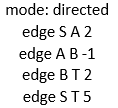 mode: directed
edge S A 2
edge A B -1
edge B T 2
edge S T 5